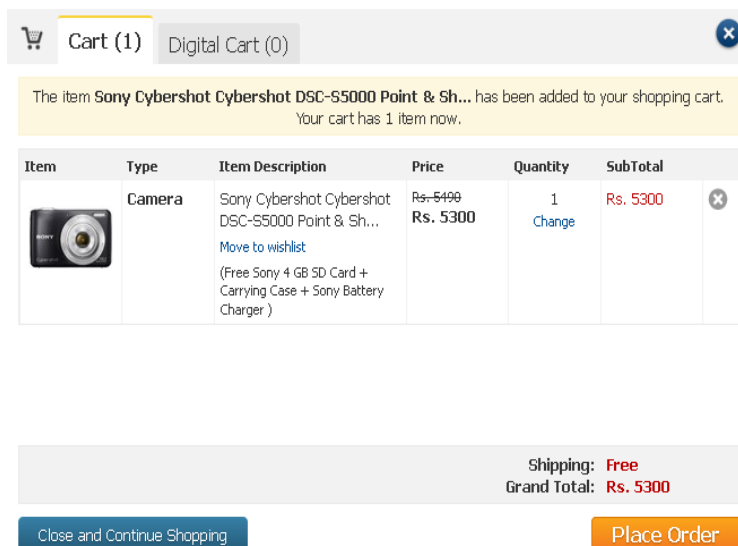 Cart (1)
Digital Cart (0)
The item Sony Cybershot Cybershot DSC-S5000 Point & Sh... has been added to your shopping cart.
Your cart has 1 item now.
Item Type Item Description Price Quantity SubTotal
SONY
Camera
Sony Cybershot Cybershot
DSC-S5000 Point & Sh...
Move to wishlist
(Free Sony 4 GB SD Card +
Carrying Case + Sony Battery
Charger )
Rs. 5490
Rs. 5300
1
Change
Rs. 5300
Shipping: Free
Grand Total: Rs. 5300
Close and Continue Shopping
Place Order